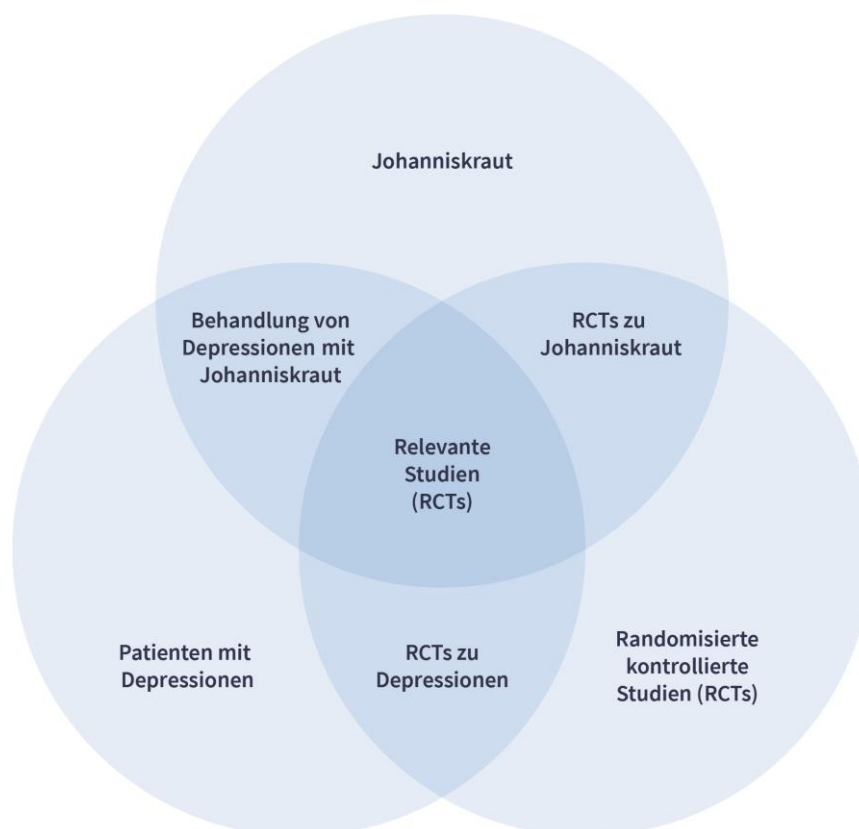 Johanniskraut
Behandlung von
Depressionen mit
Johanniskraut
RCTs zu
Johanniskraut
Relevante
Studien
(RCTs)
Patienten mit
Depressionen
RCTs zu
Depressionen
Randomisierte
kontrollierte
Studien (RCTs)